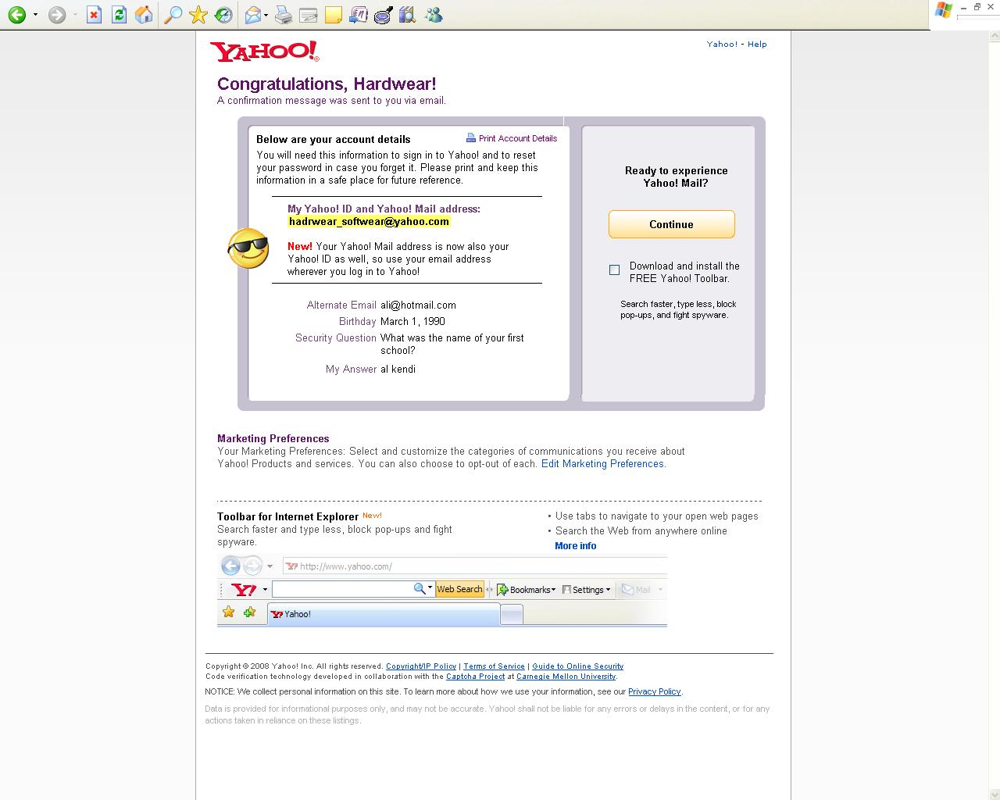 YAHOO!
Yahoo! - Help
Congratulations, Hardwear!
A confirmation message was sent to you via email.
Below are your account details
Print Account Details
You will need this information to sign in to Yahoo! and to reset
your password in case you forget it. Please print and keep this
information in a safe place for future reference.
My Yahoo! ID and Yahoo! Mail address:
hadrwear_softwear@yahoo.com
New! Your Yahoo! Mail address is now also your
Yahoo! ID as well, so use your email address
wherever you log in to Yahoo!
Alternate Email ali@hotmail.com
Birthday March 1, 1990
Security Question What was the name of your first
school?
My Answer al kendi
Ready to experience
Yahoo! Mail?
Continue
Download and install the
FREE Yahoo! Toolbar.
Search faster, type less, block
pop-ups, and fight spyware.
Marketing Preferences
Your Marketing Preferences: Select and customize the categories of communications you receive about
Yahoo! Products and services. You can also choose to opt-out of each. Edit Marketing Preferences.
Toolbar for Internet Explorer New!
Search faster and type less, block pop-ups and fight
spyware.
• Use tabs to navigate to your open web pages
• Search the Web from anywhere online
More info
Y! http://www.yahoo.com/
Y! Web Search Bookmarks Settings Mail
Y! Yahoo!
Copyright © 2008 Yahoo! Inc. All rights reserved. Copyright/IP Policy | Terms of Service | Guide to Online Security
Code verification technology developed in collaboration with the Captcha Project at Carnegie Mellon University.
NOTICE: We collect personal information on this site. To learn more about how we use your information, see our Privacy Policy.
Data is provided for informational purposes only, and may not be accurate. Yahoo! shall not be liable for any errors or delays in the content, or for any
actions taken in reliance on these listings.